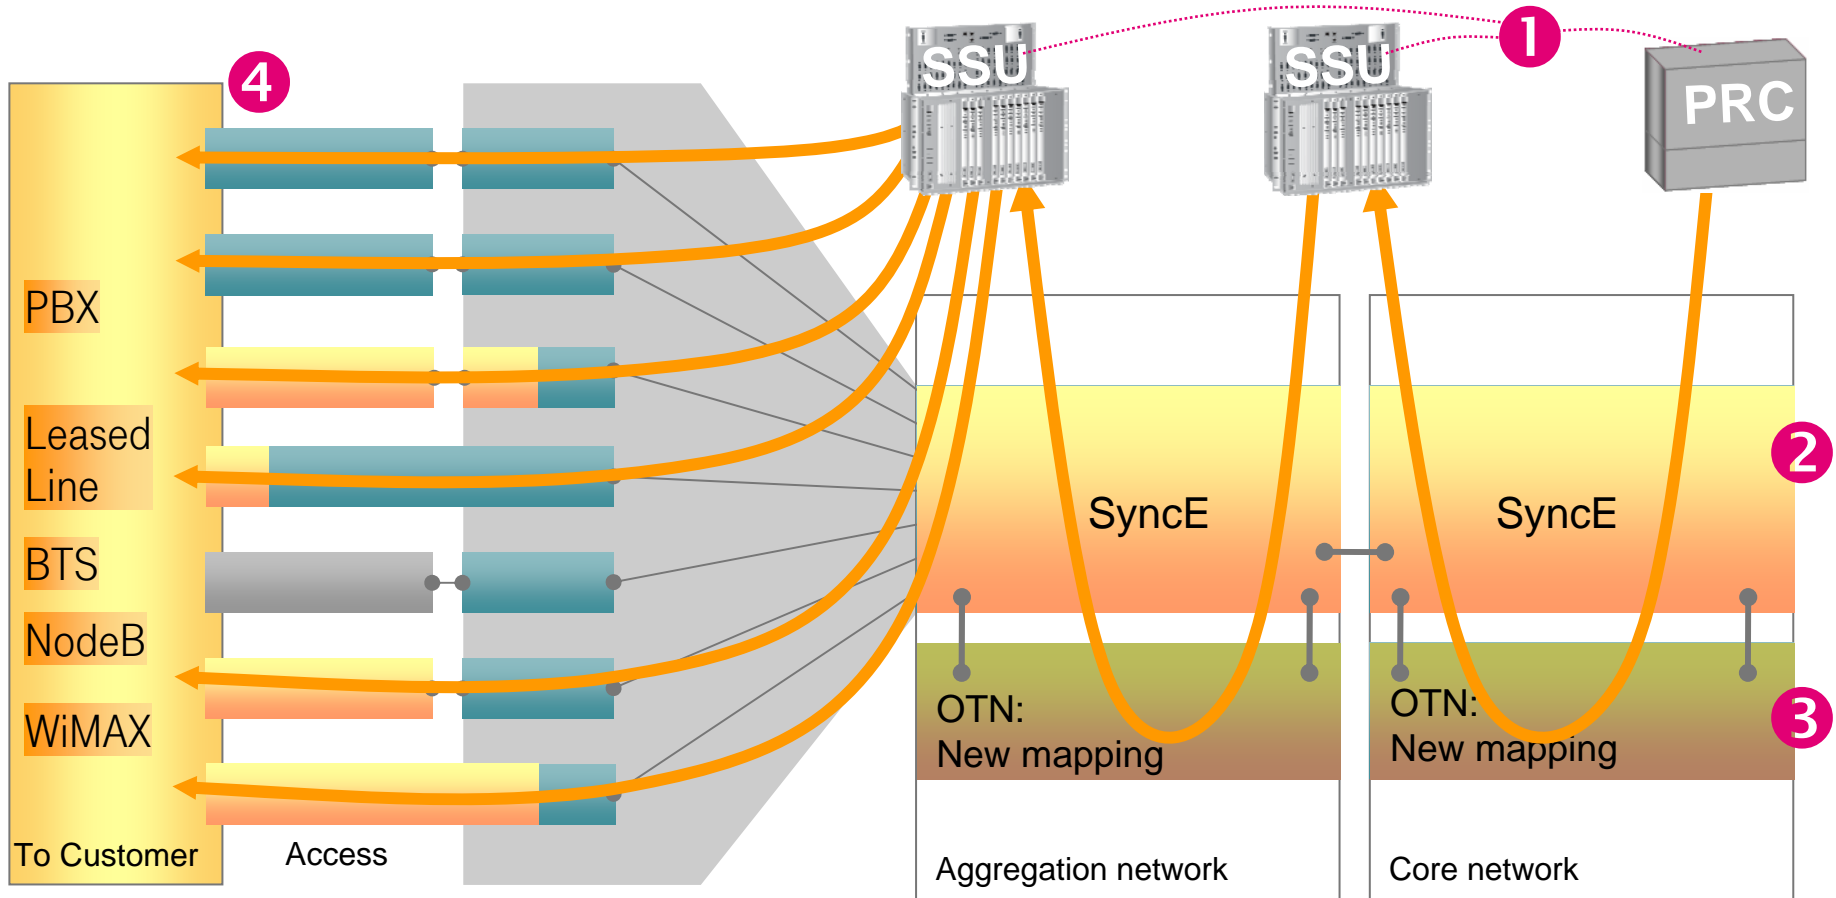 SSU
SSU
PRC
1
4
PBX
Leased
Line
BTS
NodeB
WiMAX
To Customer
Access
SyncE
SyncE
2
OTN:
New mapping
OTN:
New mapping
3
Aggregation network
Core network